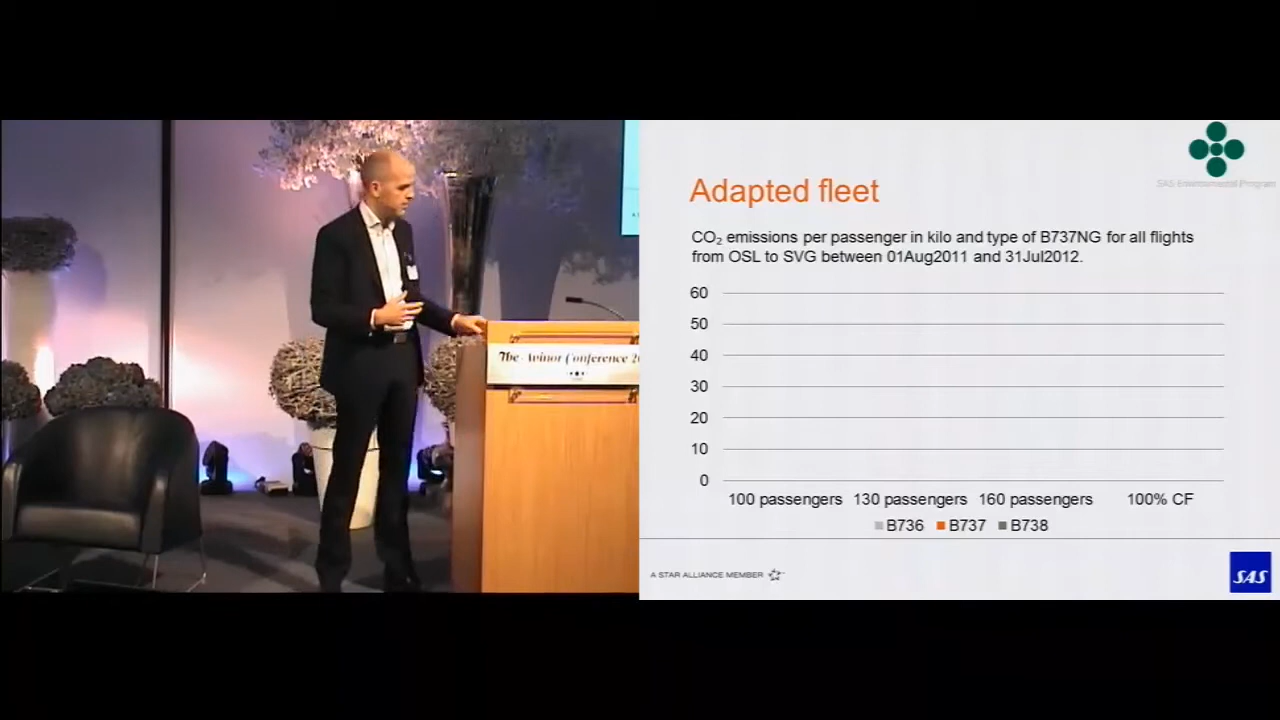 The Avinor Conference 20
SAS Environmental Program
Adapted fleet
CO₂ emissions per passenger in kilo and type of B737NG for all flights
from OSL to SVG between 01Aug2011 and 31Jul2012.
60
50
40
30
20
10
0
100 passengers 130 passengers 160 passengers 100% CF
B736 B737 B738
A STAR ALLIANCE MEMBER
SAS